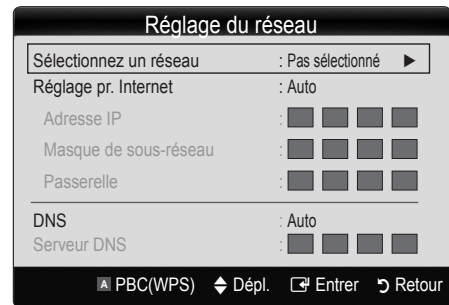 Réglage du réseau
Sélectionnez un réseau : Pas sélectionné ►
Réglage pr. Internet : Auto
Adresse IP :
Masque de sous-réseau :
Passerelle :
DNS : Auto
Serveur DNS :
A PBC(WPS) Dépl. Entrer Retour